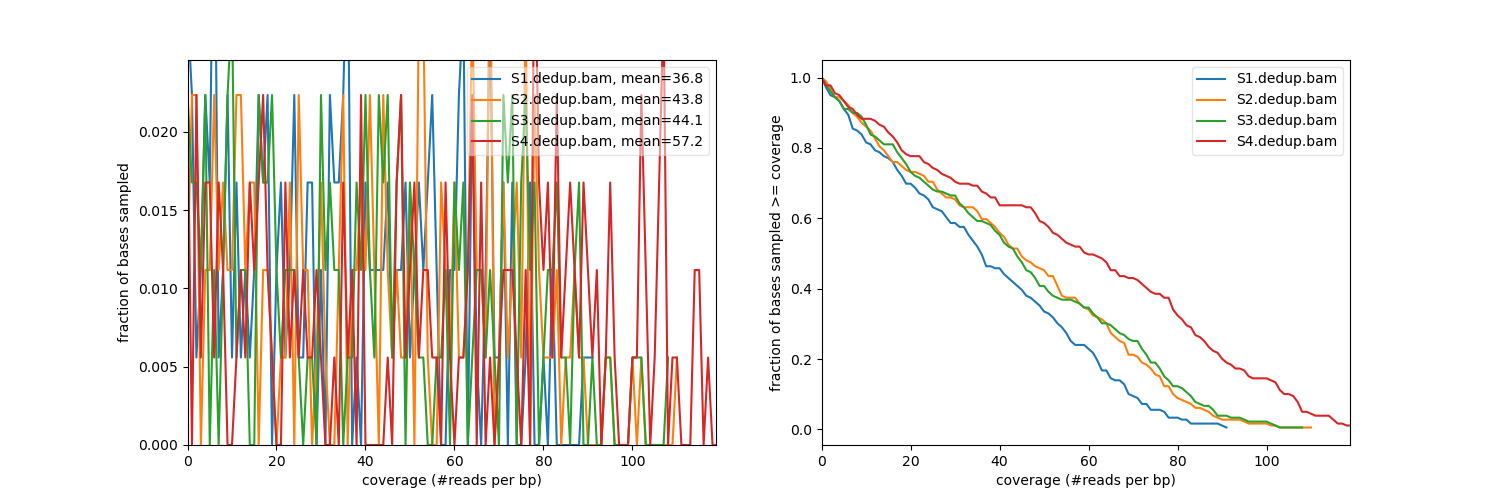 S1.dedup.bam, mean=36.8
S2.dedup.bam, mean=43.8
S3.dedup.bam, mean=44.1
S4.dedup.bam, mean=57.2
fraction of bases sampled
0.020
0.015
0.010
0.005
0.000
0 20 40 60 80 100
coverage (#reads per bp)
S1.dedup.bam
S2.dedup.bam
S3.dedup.bam
S4.dedup.bam
fraction of bases sampled >= coverage
1.0
0.8
0.6
0.4
0.2
0.0
0 20 40 60 80 100
coverage (#reads per bp)